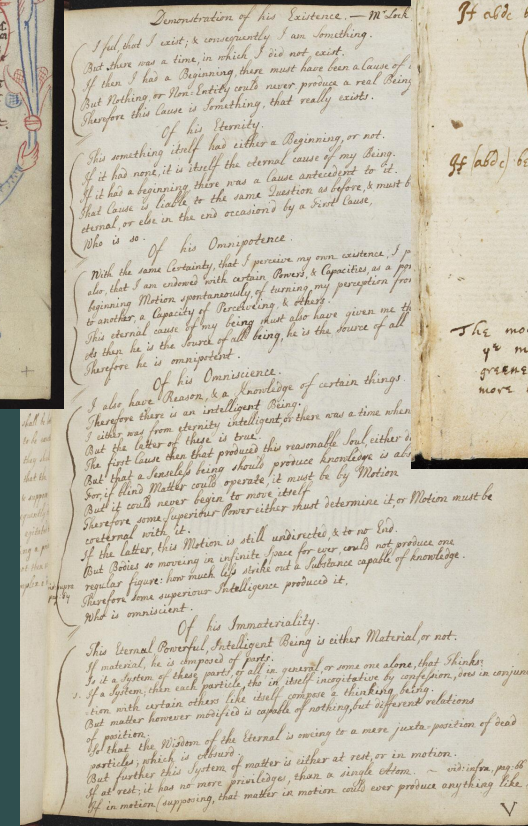 Demonstration of his Existence. — Mr Lock
I feel, that I exist; & consequently I am something.
But there was a time, in which I did not exist.
If then I had a Beginning, there must have been a Cause of
But Nothing, or Non-Entity could never produce a real Being
Therefore this Cause is Something, that really exists.
Of his Eternity.
This something itself had either a Beginning, or not.
If it had none, it is itself the eternal cause of my Being.
If it had a beginning, there was a cause antecedent to it.
That Cause is liable to the same Question as before, & must b
eternal, or else in the end occasion'd by a First Cause,
Who is so.
Of his Omnipotence.
With the same Certainty, that I perceive my own existence, I p
also, that I am endowed with certain Powers, & Capacities, as a po
beginning Motion spontaneously, of turning my perception fro
to another, a Capacity of Perceiveing, & others.
This eternal cause of my being must also have given me th
As then he is the Source of all being, he is the source of all
Therefore he is omnipotent.
Of his Omniscience.
I also have Reason, & a Knowledge of certain things.
Therefore there is an intelligent Being.
I either was from eternity intelligent, or there was a time when
But the latter of these is true.
The first Cause then that produced this reasonable Soul, either
But that a Senseless being should produce knowledge is abs
For, if blind Matter could operate, it must be by Motion
But it could never begin to move itself
Therefore some superiour Power either must determine it, or Motion must be
coeternal with it.
If the latter, this Motion is still undirected, & to no End.
But Bodies so moving in infinite Space for ever, could not produce one
regular figure: how much less strike out a Substance capable of knowledge.
Therefore some superiour Intelligence produced it,
Who is omniscient.
Of his Immateriality.
This Eternal Powerful, Intelligent Being is either Material, or not.
If material, he is composed of parts.
Is it a System of these parts, or all in general, or some one alone, that Thinks.
If a System; then each particle, tho in itself incogitative by confession, does in conjunc
-tion with certain others like itself compose a thinking being.
But matter however modified is capable of nothing, but different relations
of position.
So that the Wisdom of the Eternal is owing to a mere juxta-position of dead
particles; which is Absurd.
But further this System of matter is either at rest, or in motion.
If at rest; it has no mere priviledges, than a single Atom. ~ vid: infra, pag: 66
If in motion (supposing, that matter in motion could ever produce anything like
V
If abdc
If (abdc) be
The mo
ye m
greene
more